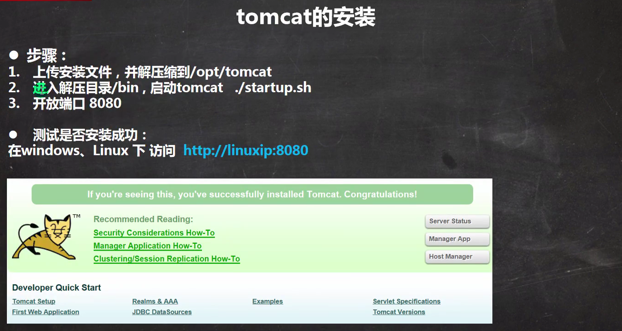 tomcat的安装
● 步骤：
1. 上传安装文件，并解压缩到/opt/tomcat
2. 进入解压目录/bin，启动tomcat ./startup.sh
3. 开放端口 8080
● 测试是否安装成功：
在windows、Linux 下 访问 http://linuxip:8080
If you're seeing this, you've successfully installed Tomcat. Congratulations!
TM
Recommended Reading:
Security Considerations How-To
Manager Application How-To
Clustering/Session Replication How-To
Server Status
Manager App
Host Manager
Developer Quick Start
Tomcat Setup Realms & AAA Examples Servlet Specifications
First Web Application JDBC DataSources Tomcat Versions